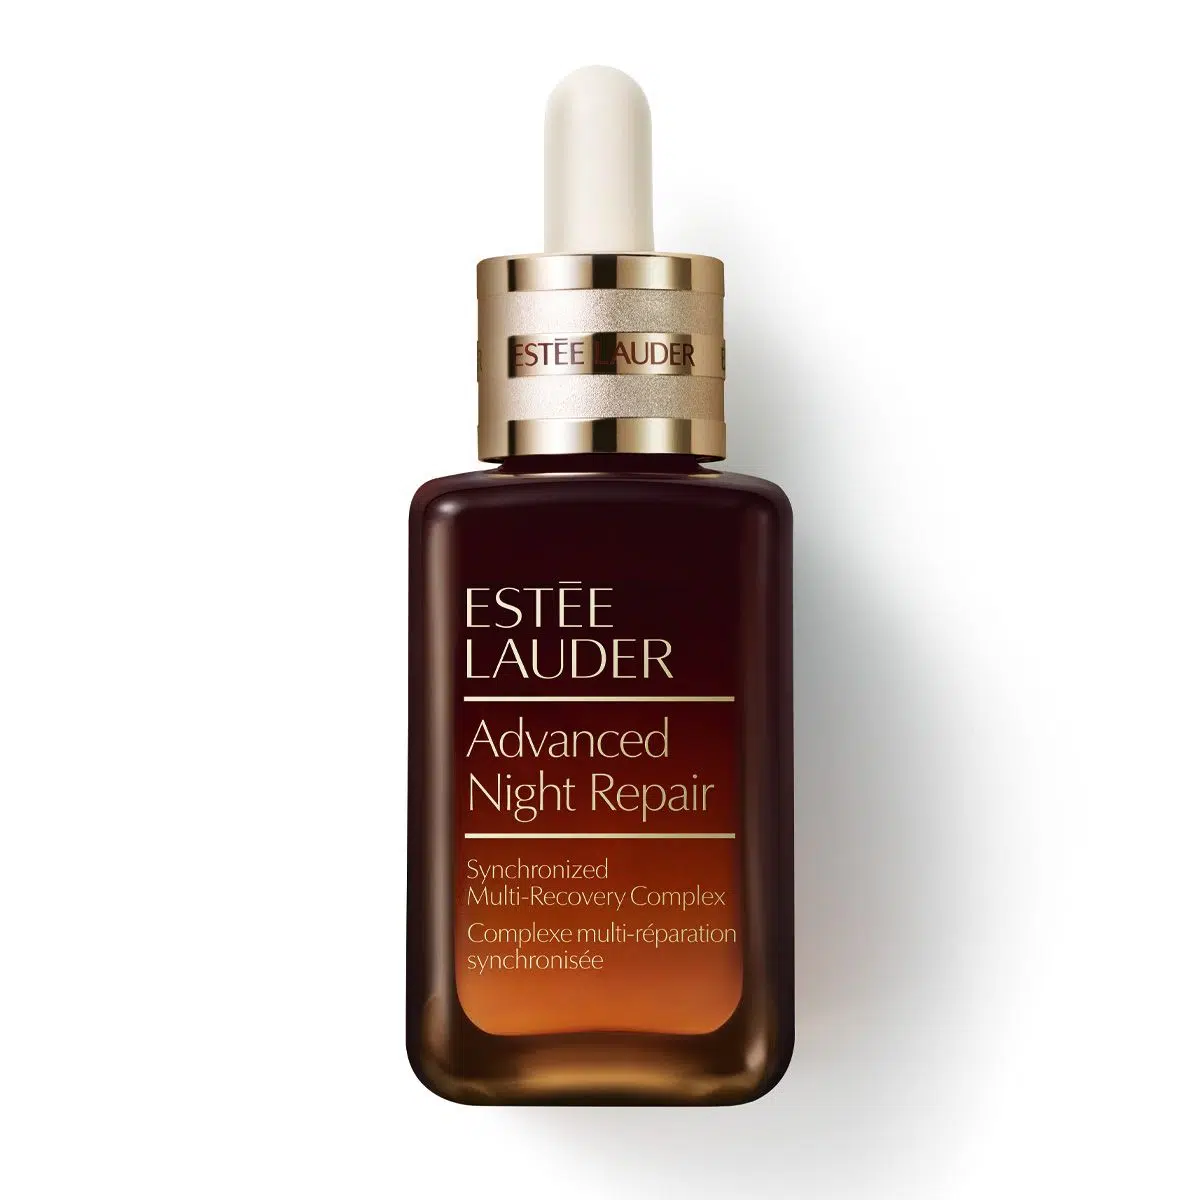 ESTĒE LAUDER
ESTĒE
LAUDER
Advanced
Night Repair
Synchronized
Multi-Recovery Complex
Complexe multi-réparation
synchronisée